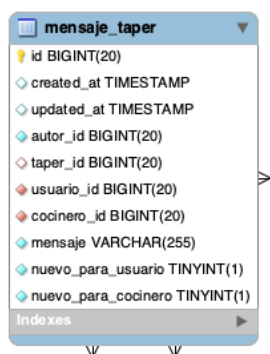 mensaje_taper
id BIGINT(20)
created_at TIMESTAMP
updated_at TIMESTAMP
autor_id BIGINT(20)
taper_id BIGINT(20)
usuario_id BIGINT(20)
cocinero_id BIGINT(20)
mensaje VARCHAR(255)
nuevo_para_usuario TINYINT(1)
nuevo_para_cocinero TINYINT(1)
Indexes